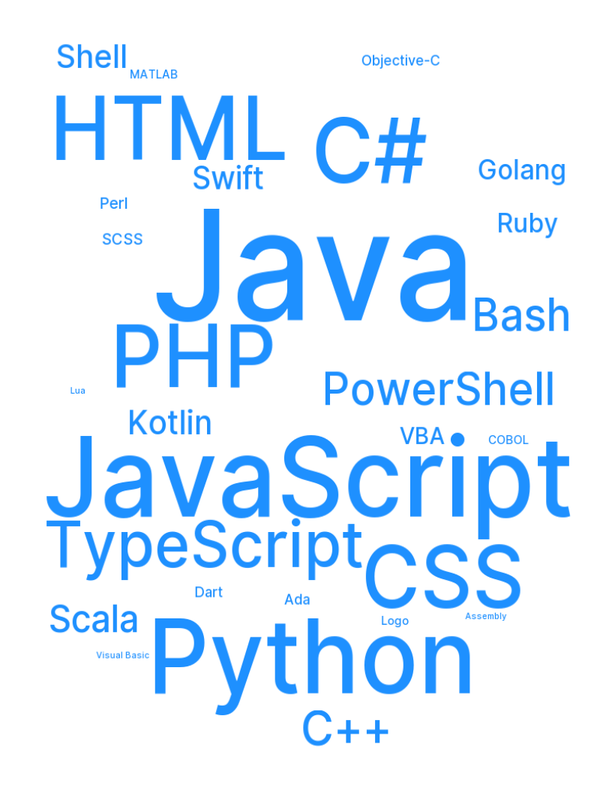 Shell
MATLAB
Objective-C
HTML
C#
Swift
Golang
Perl
Ruby
SCSS
Java
Bash
PHP
PowerShell
Lua
Kotlin
VBA
COBOL
JavaScript
TypeScript
CSS
Dart
Ada
Scala
Logo
Assembly
Python
Visual Basic
C++